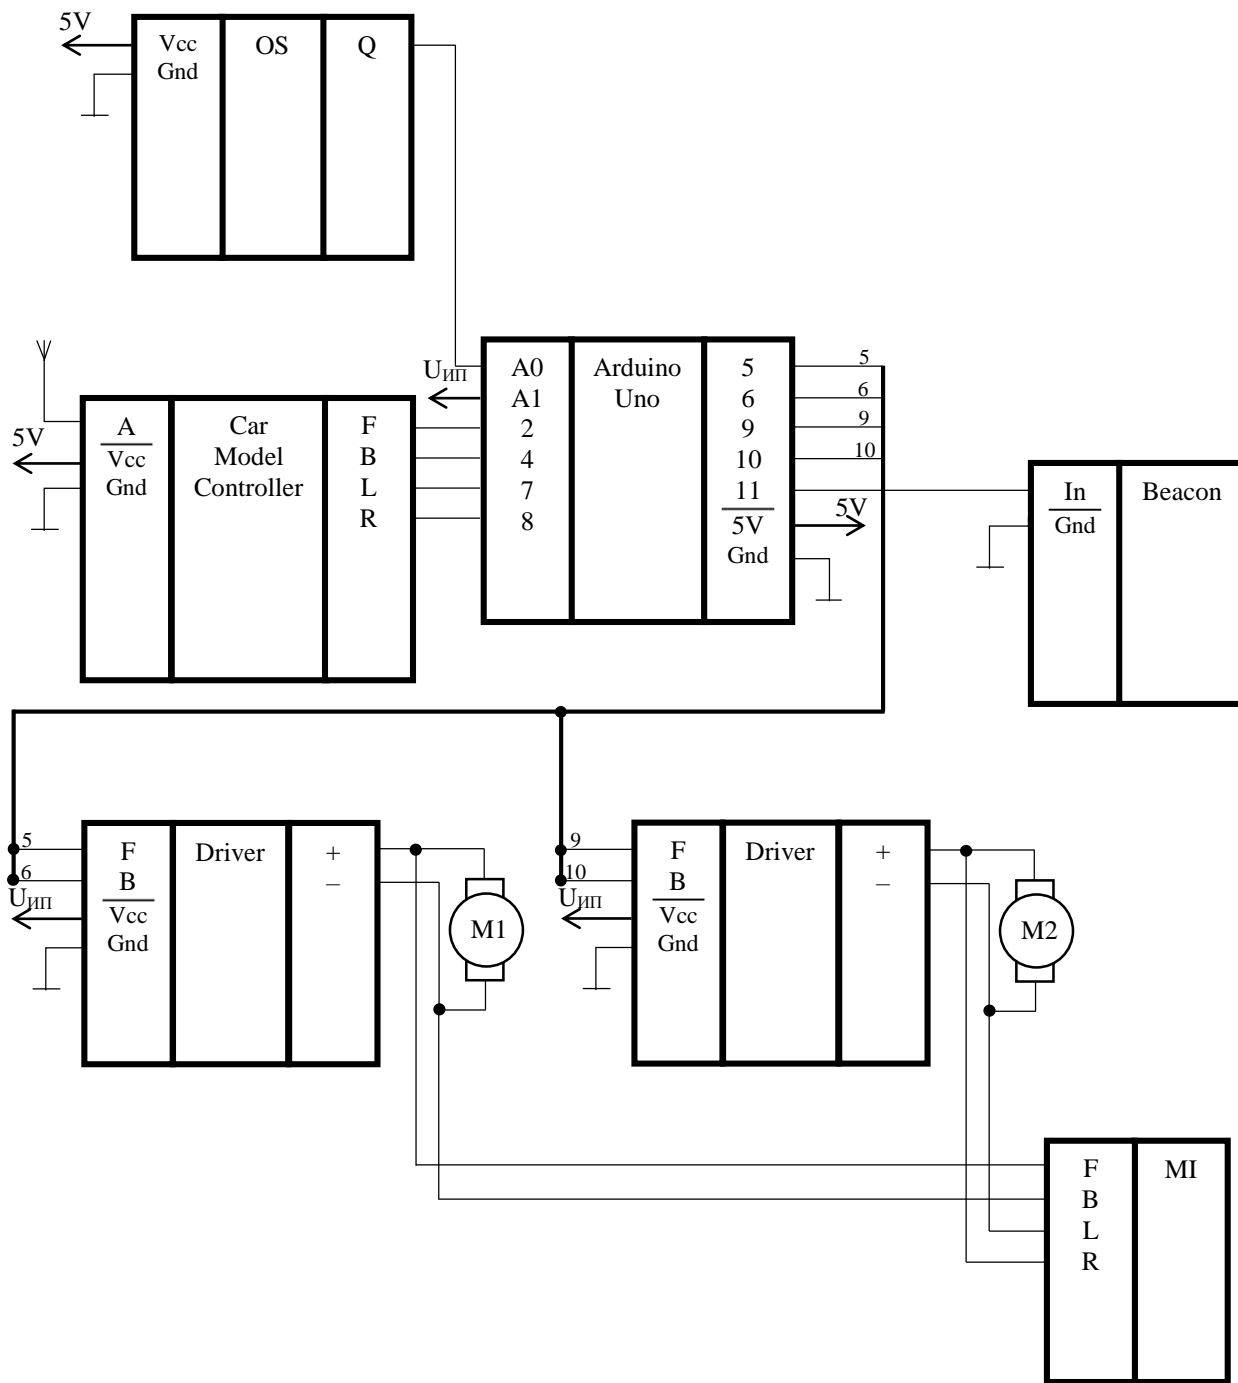 5V
Vcc OS Q
Gnd
Uип
A0 Arduino 5 5
A1 Uno 6 6
2 9 9
4 10 10
7 11
8 5V 5V
Gnd
5V
A Car F
Vcc Model B
Gnd Controller L
R
In Beacon
Gnd
5 F Driver +
6 B –
Uип Vcc
Gnd
M1
9 F Driver +
10 B –
Uип Vcc
Gnd
M2
F MI
B
L
R